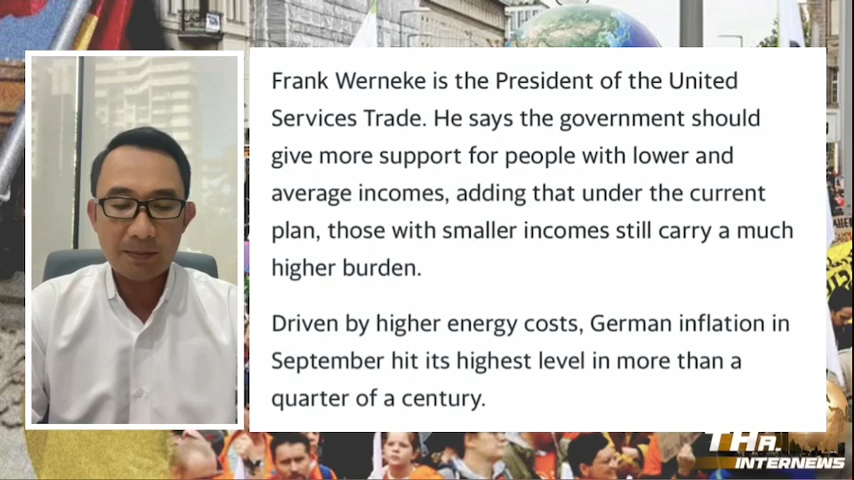 Frank Werneke is the President of the United
Services Trade. He says the government should
give more support for people with lower and
average incomes, adding that under the current
plan, those with smaller incomes still carry a much
higher burden.
Driven by higher energy costs, German inflation in
September hit its highest level in more than a
quarter of a century.
THR.
INTERNEWS